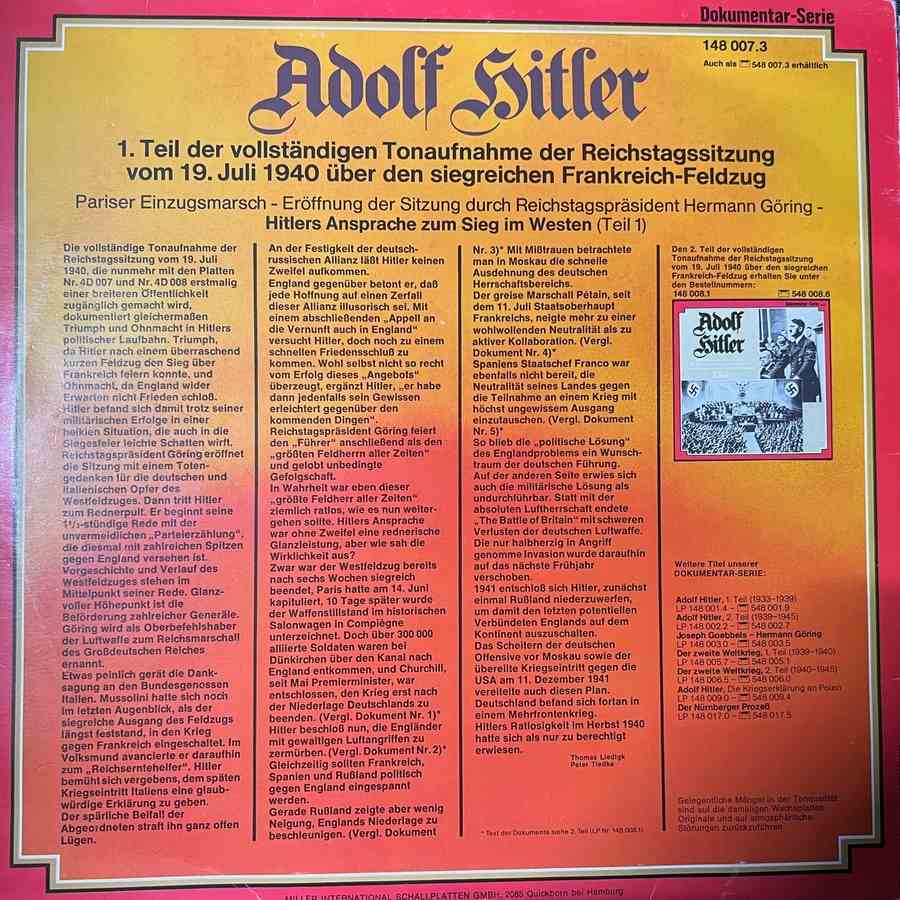 Dokumentar-Serie
148 007.3
Auch als 548 007.3 erhältlich
Adolf Hitler
1. Teil der vollständigen Tonaufnahme der Reichstagssitzung
vom 19. Juli 1940 über den siegreichen Frankreich-Feldzug
Pariser Einzugsmarsch - Eröffnung der Sitzung durch Reichstagspräsident Hermann Göring -
Hitlers Ansprache zum Sieg im Westen (Teil 1)
Die vollständige Tonaufnahme der
Reichstagssitzung vom 19. Juli
1940, die nunmehr mit den Platten
Nr. 4D 007 und Nr. 4D 008 erstmalig
einer breiteren Öffentlichkeit
zugänglich gemacht wird,
dokumentiert gleichermaßen
Triumph und Ohnmacht in Hitlers
politischer Laufbahn. Triumph,
da Hitler nach einem überraschend
kurzen Feldzug den Sieg über
Frankreich feiern konnte, und
Ohnmacht, da England wider
Erwarten nicht Frieden schloß.
Hitler befand sich damit trotz seiner
militärischen Erfolge in einer
heiklen Situation, die auch in die
Siegesfeier leichte Schatten wirft.
Reichstagspräsident Göring eröffnet
die Sitzung mit einem Toten-
gedenken für die deutschen und
italienischen Opfer des
Westfeldzuges. Dann tritt Hitler
zum Rednerpult. Er beginnt seine
1½-stündige Rede mit der
unvermeidlichen „Parteierzählung“,
die diesmal mit zahlreichen Spitzen
gegen England versehen ist.
Vorgeschichte und Verlauf des
Westfeldzuges stehen im
Mittelpunkt seiner Rede. Glanz-
voller Höhepunkt ist die
Beförderung zahlreicher Generäle.
Göring wird als Oberbefehlshaber
der Luftwaffe zum Reichsmarschall
des Großdeutschen Reiches
ernannt.
Etwas peinlich gerät die Dank-
sagung an den Bundesgenossen
Italien. Mussolini hatte sich noch
im letzten Augenblick, als der
siegreiche Ausgang des Feldzugs
längst feststand, in den Krieg
gegen Frankreich eingeschaltet. Im
Volksmund avancierte er daraufhin
zum „Reichserntehelfer“. Hitler
bemüht sich vergebens, dem späten
Kriegseintritt Italiens eine glaub-
würdige Erklärung zu geben.
Der spärliche Beifall der
Abgeordneten straft ihn ganz offen
Lügen.
An der Festigkeit der deutsch-
russischen Allianz läßt Hitler keinen
Zweifel aufkommen.
England gegenüber betont er, daß
jede Hoffnung auf einen Zerfall
dieser Allianz illusorisch sei. Mit
einem abschließenden „Appell an
die Vernunft auch in England“
versucht Hitler, doch noch zu einem
schnellen Friedensschluß zu
kommen. Wohl selbst nicht so recht
vom Erfolg dieses „Angebots“
überzeugt, ergänzt Hitler, „er habe
dann jedenfalls sein Gewissen
erleichtert gegenüber den
kommenden Dingen“.
Reichstagspräsident Göring feiert
den „Führer“ anschließend als den
„größten Feldherrn aller Zeiten“
und gelobt unbedingte
Gefolgschaft.
In Wahrheit war eben dieser
„größte Feldherr aller Zeiten“
ziemlich ratlos, wie es nun weiter-
gehen sollte. Hitlers Ansprache
war ohne Zweifel eine rednerische
Glanzleistung, aber wie sah die
Wirklichkeit aus?
Zwar war der Westfeldzug bereits
nach sechs Wochen siegreich
beendet, Paris hatte am 14. Juni
kapituliert, 10 Tage später wurde
der Waffenstillstand im historischen
Salonwagen in Compiègne
unterzeichnet. Doch über 300 000
alliierte Soldaten waren bei
Dünkirchen über den Kanal nach
England entkommen, und Churchill,
seit Mai Premierminister, war
entschlossen, den Krieg erst nach
der Niederlage Deutschlands zu
beenden. (Vergl. Dokument Nr. 1)*
Hitler beschloß nun, die Engländer
mit gewaltigen Luftangriffen zu
zermürben. (Vergl. Dokument Nr. 2)*
Gleichzeitig sollten Frankreich,
Spanien und Rußland politisch
gegen England eingespannt
werden.
Gerade Rußland zeigte aber wenig
Neigung, Englands Niederlage zu
beschleunigen. (Vergl. Dokument
Nr. 3)* Mit Mißtrauen betrachtete
man in Moskau die schnelle
Ausdehnung des deutschen
Herrschaftsbereichs.
Der greise Marschall Pétain, seit
dem 11. Juli Staatsoberhaupt
Frankreichs, neigte mehr zu einer
wohlwollenden Neutralität als zu
aktiver Kollaboration. (Vergl.
Dokument Nr. 4)*
Spaniens Staatschef Franco war
ebenfalls nicht bereit, die
Neutralität seines Landes gegen
die Teilnahme an einem Krieg mit
höchst ungewissem Ausgang
einzutauschen. (Vergl. Dokument
Nr. 5)*
So blieb die „politische Lösung“
des Englandproblems ein Wunsch-
traum der deutschen Führung.
Auf der anderen Seite erwies sich
auch die militärische Lösung als
undurchführbar. Statt mit der
absoluten Luftherrschaft endete
„The Battle of Britain“ mit schweren
Verlusten der deutschen Luftwaffe.
Die nur halbherzig in Angriff
genomme Invasion wurde daraufhin
auf das nächste Frühjahr
verschoben.
1941 entschloß sich Hitler, zunächst
einmal Rußland niederzuwerfen,
um damit den letzten potentiellen
Verbündeten Englands auf dem
Kontinent auszuschalten.
Das Scheitern der deutschen
Offensive vor Moskau sowie der
übereilte Kriegseintritt gegen die
USA am 11. Dezember 1941
vereitelte auch diesen Plan.
Deutschland befand sich fortan in
einem Mehrfrontenkrieg.
Hitlers Ratlosigkeit im Herbst 1940
hatte sich als nur zu berechtigt
erwiesen.
Thomas Liedtgk
Peter Tiedke
* Text der Dokumente siehe 2. Teil (LP Nr. 148 008.1)
Den 2. Teil der vollständigen
Tonaufnahme der Reichstagssitzung
vom 19. Juli 1940 über den siegreichen
Frankreich-Feldzug erhalten Sie unter
den Bestellnummern:
148 008.1 548 008.6
Adolf
Hitler
Weitere Titel unserer
DOKUMENTAR-SERIE:
Adolf Hitler, 1. Teil (1933-1939)
LP 148 001.4 - 548 001.9
Adolf Hitler, 2. Teil (1939-1945)
LP 148 002.2 - 548 002.7
Joseph Goebbels - Hermann Göring
LP 148 003.0 - 548 003.5
Der zweite Weltkrieg, 1. Teil (1939-1940)
LP 148 005.7 - 548 005.1
Der zweite Weltkrieg, 2. Teil (1940-1945)
LP 148 006.5 - 548 006.0
Adolf Hitler, Die Kriegserklärung an Polen
LP 148 009.0 - 548 009.4
Der Nürnberger Prozeß
LP 148 017.0 - 548 017.5
Gelegentliche Mängel in der Tonqualität
sind auf die damaligen Wachsplatten-
Originale und auf atmosphärische
Störungen zurückzuführen.
MILLER INTERNATIONAL SCHALLPLATTEN GMBH, 2085 Quickborn bei Hamburg